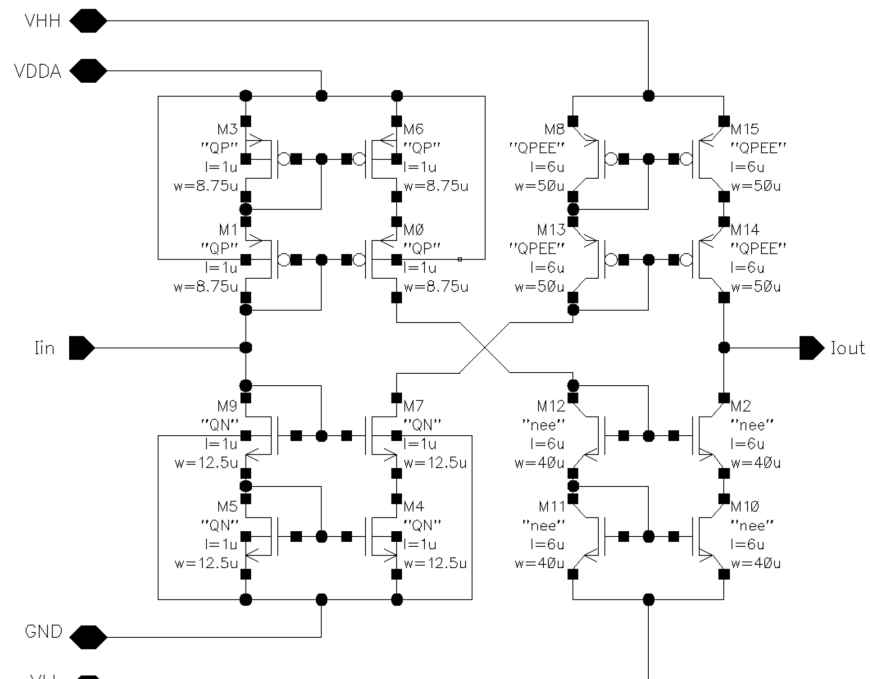 VHH
VDDA
M3
"QP"
l=1u
w=8.75u
M6
"QP"
l=1u
w=8.75u
M8
"QPEE"
l=6u
w=50u
M15
"QPEE"
l=6u
w=50u
M1
"QP"
l=1u
w=8.75u
M0
"QP"
l=1u
w=8.75u
M13
"QPEE"
l=6u
w=50u
M14
"QPEE"
l=6u
w=50u
Iin
Iout
M9
"QN"
l=1u
w=12.5u
M7
"QN"
l=1u
w=12.5u
M12
"nee"
l=6u
w=40u
M2
"nee"
l=6u
w=40u
M5
"QN"
l=1u
w=12.5u
M4
"QN"
l=1u
w=12.5u
M11
"nee"
l=6u
w=40u
M10
"nee"
l=6u
w=40u
GND